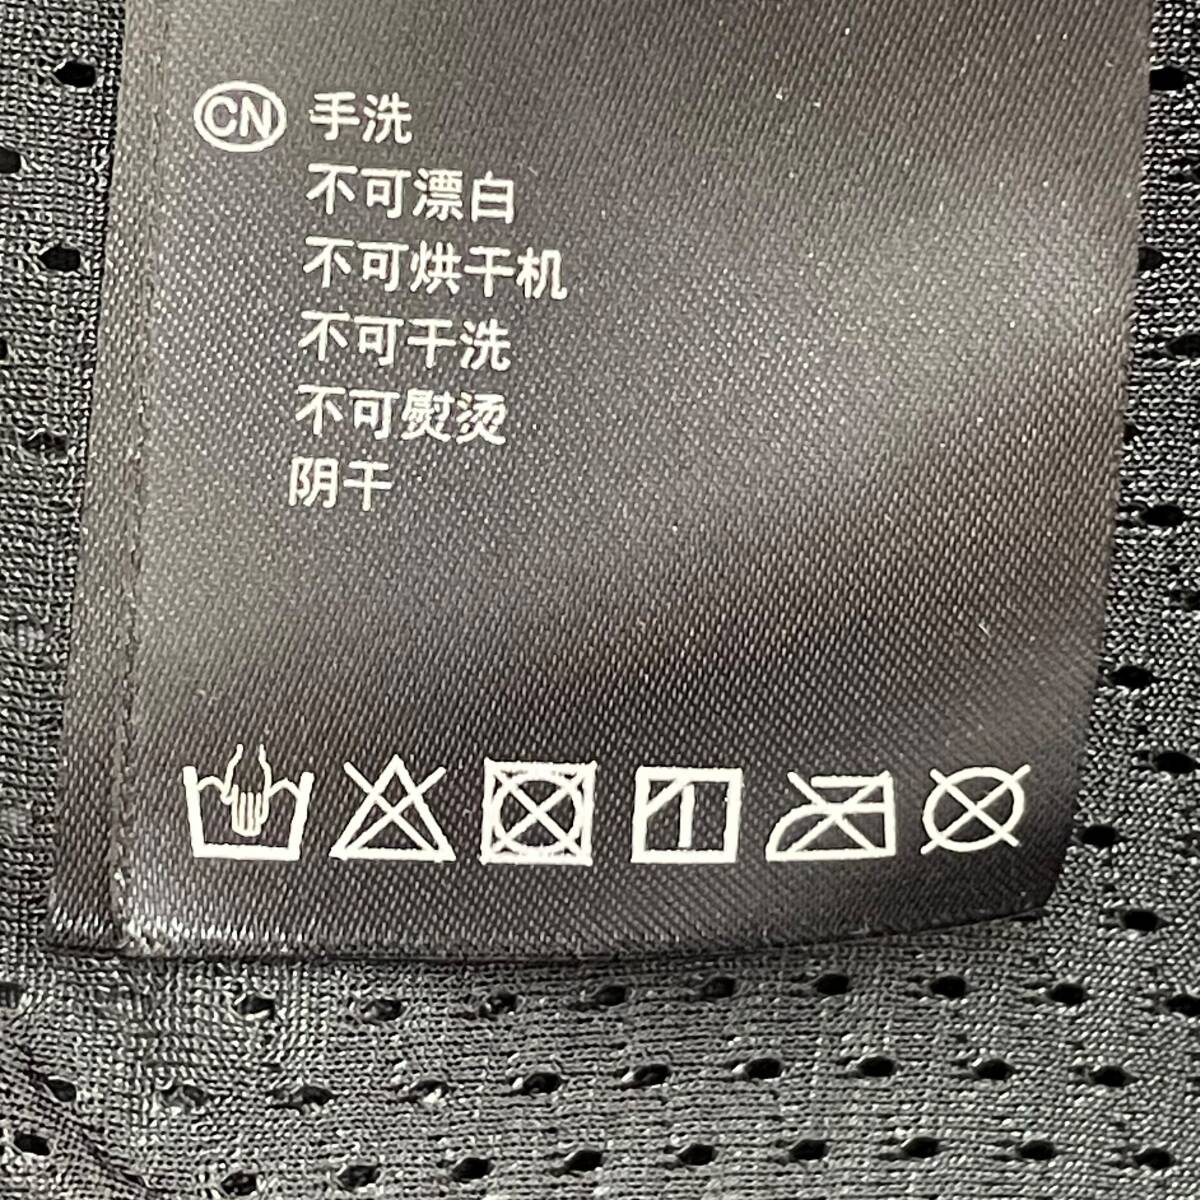 CN 手洗
不可漂白
不可烘干机
不可干洗
不可熨烫
阴干